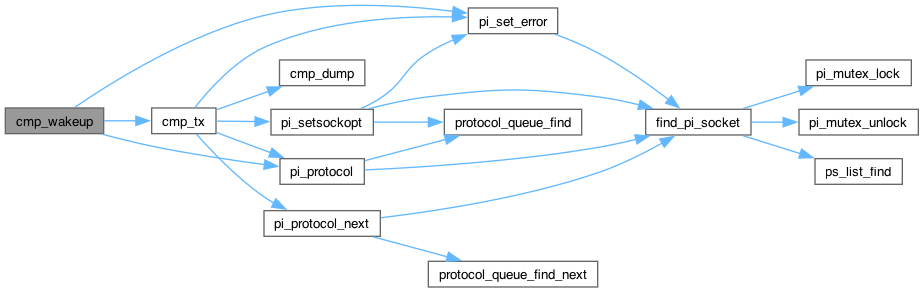 cmp_wakeup
cmp_tx
pi_set_error
cmp_dump
pi_setsockopt
pi_protocol
pi_protocol_next
protocol_queue_find
protocol_queue_find_next
find_pi_socket
pi_mutex_lock
pi_mutex_unlock
ps_list_find